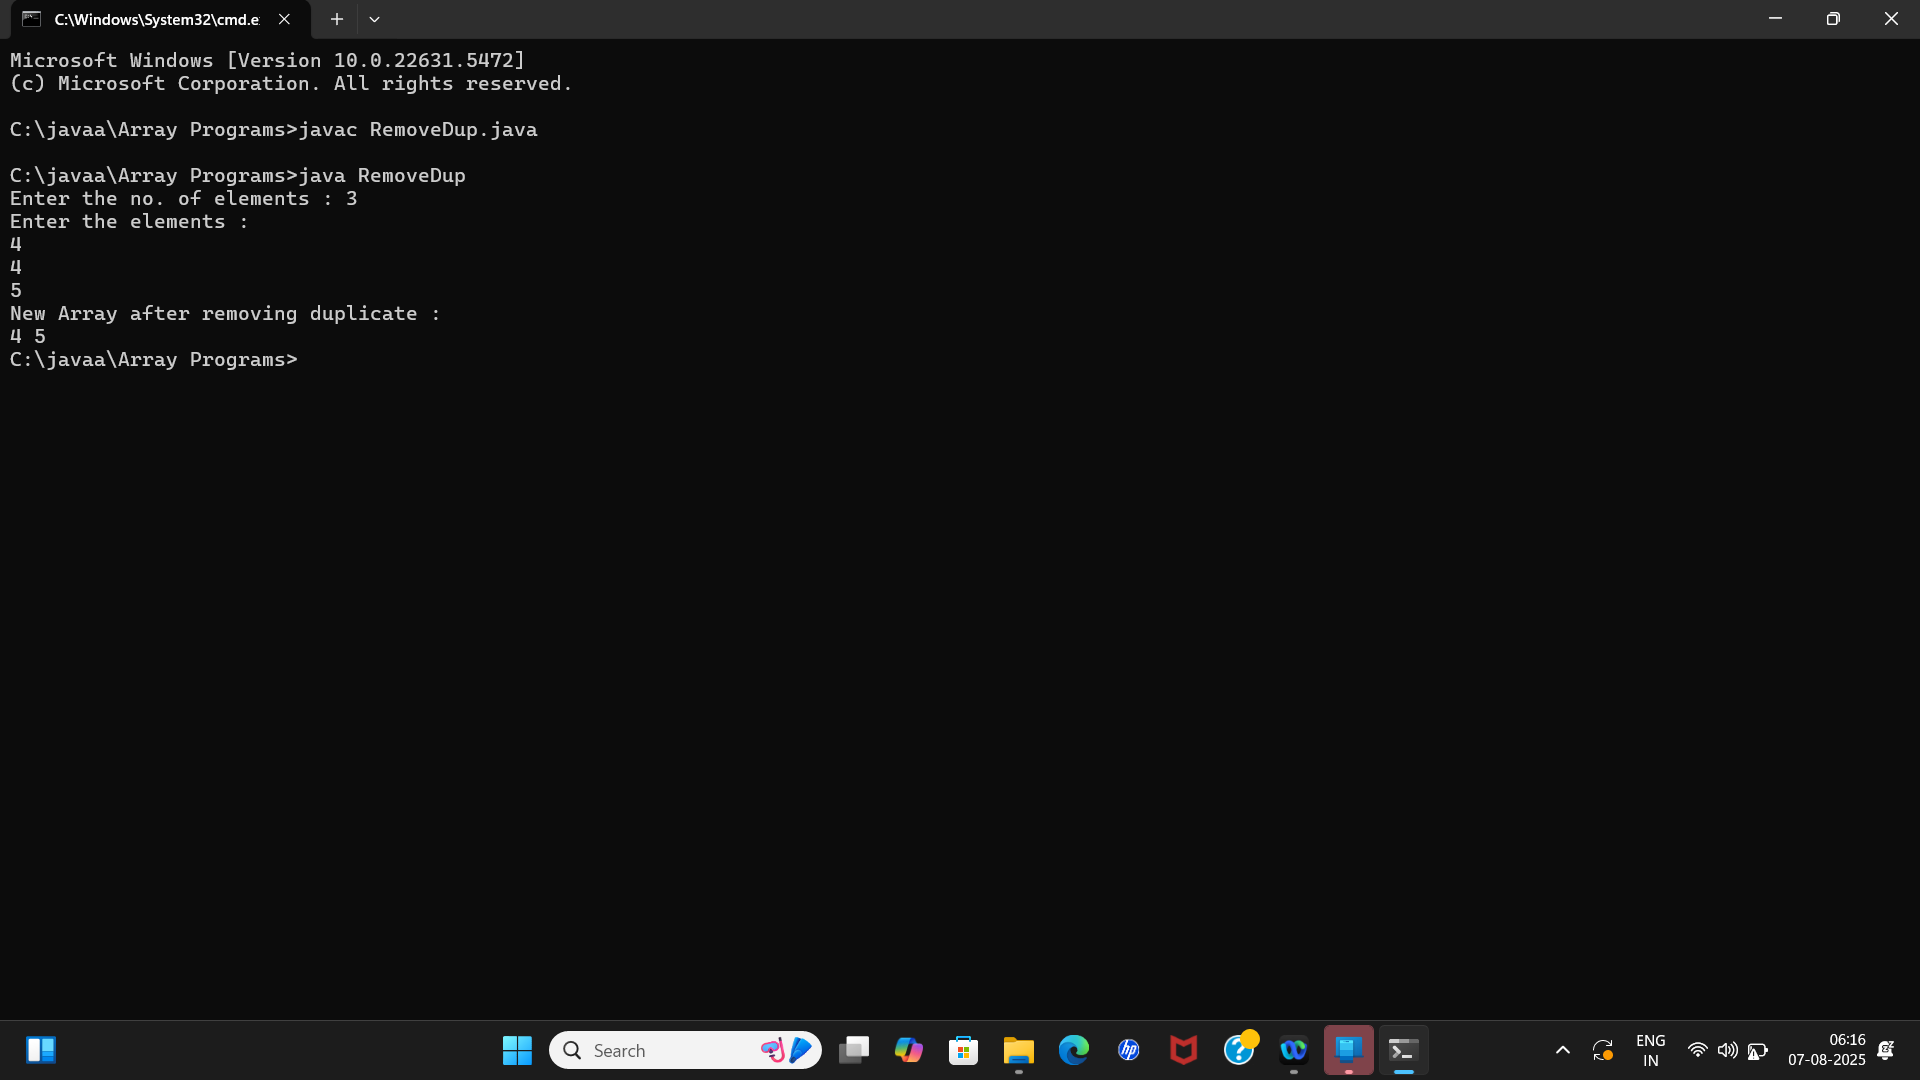 C:\Windows\System32\cmd.e
Microsoft Windows [Version 10.0.22631.5472]
(c) Microsoft Corporation. All rights reserved.
C:\javaa\Array Programs>javac RemoveDup.java
C:\javaa\Array Programs>java RemoveDup
Enter the no. of elements : 3
Enter the elements :
4
4
5
New Array after removing duplicate :
4 5
C:\javaa\Array Programs>
Search
hp
ENG
IN
06:16
07-08-2025